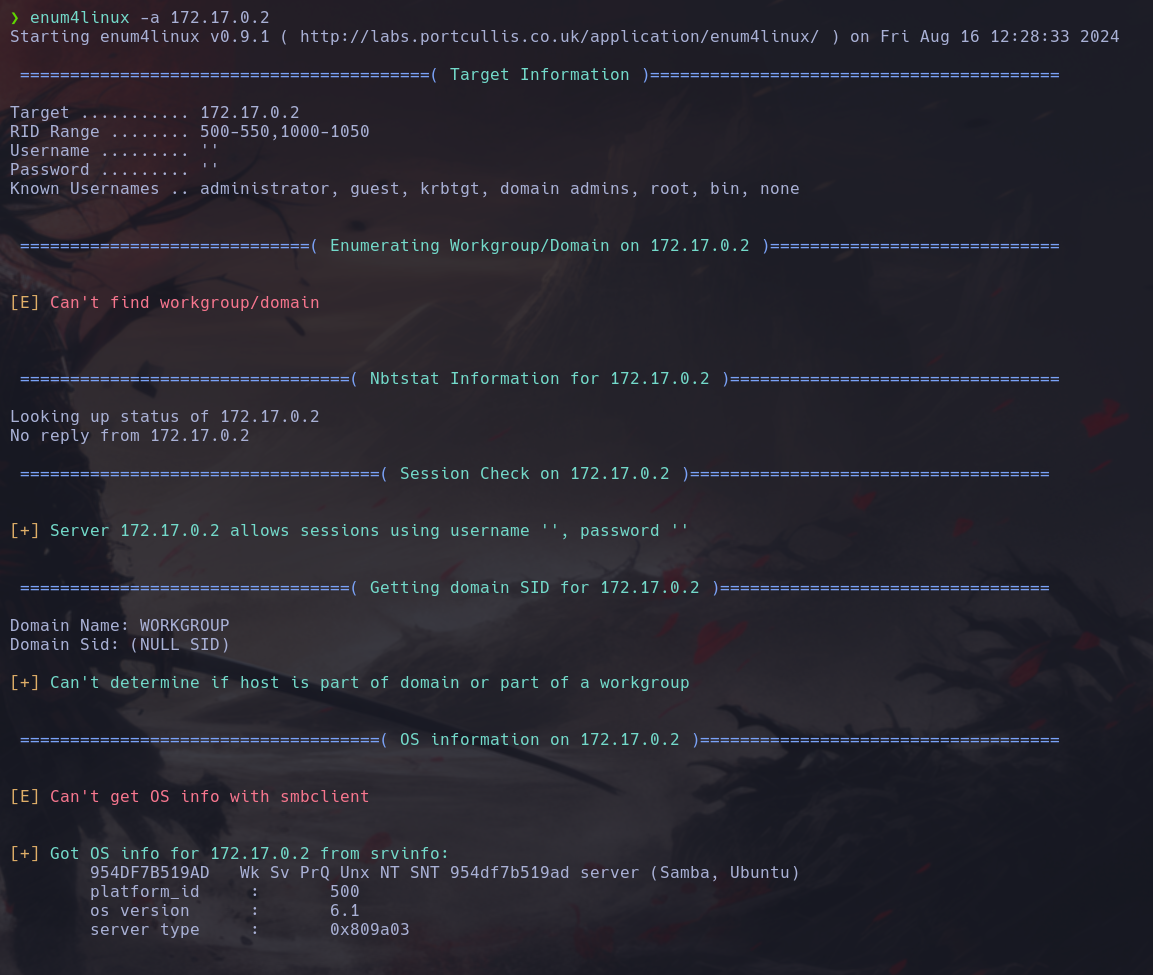 ❯ enum4linux -a 172.17.0.2
Starting enum4linux v0.9.1 ( http://labs.portcullis.co.uk/application/enum4linux/ ) on Fri Aug 16 12:28:33 2024
=========================================( Target Information )=========================================
Target ........... 172.17.0.2
RID Range ........ 500-550,1000-1050
Username ......... ''
Password ......... ''
Known Usernames .. administrator, guest, krbtgt, domain admins, root, bin, none
=============================( Enumerating Workgroup/Domain on 172.17.0.2 )=============================
[E] Can't find workgroup/domain
=================================( Nbtstat Information for 172.17.0.2 )=================================
Looking up status of 172.17.0.2
No reply from 172.17.0.2
====================================( Session Check on 172.17.0.2 )====================================
[+] Server 172.17.0.2 allows sessions using username '', password ''
=================================( Getting domain SID for 172.17.0.2 )=================================
Domain Name: WORKGROUP
Domain Sid: (NULL SID)
[+] Can't determine if host is part of domain or part of a workgroup
====================================( OS information on 172.17.0.2 )====================================
[E] Can't get OS info with smbclient
[+] Got OS info for 172.17.0.2 from srvinfo:
954DF7B519AD   Wk Sv PrQ Unx NT SNT 954df7b519ad server (Samba, Ubuntu)
platform_id     :       500
os version      :       6.1
server type     :       0x809a03